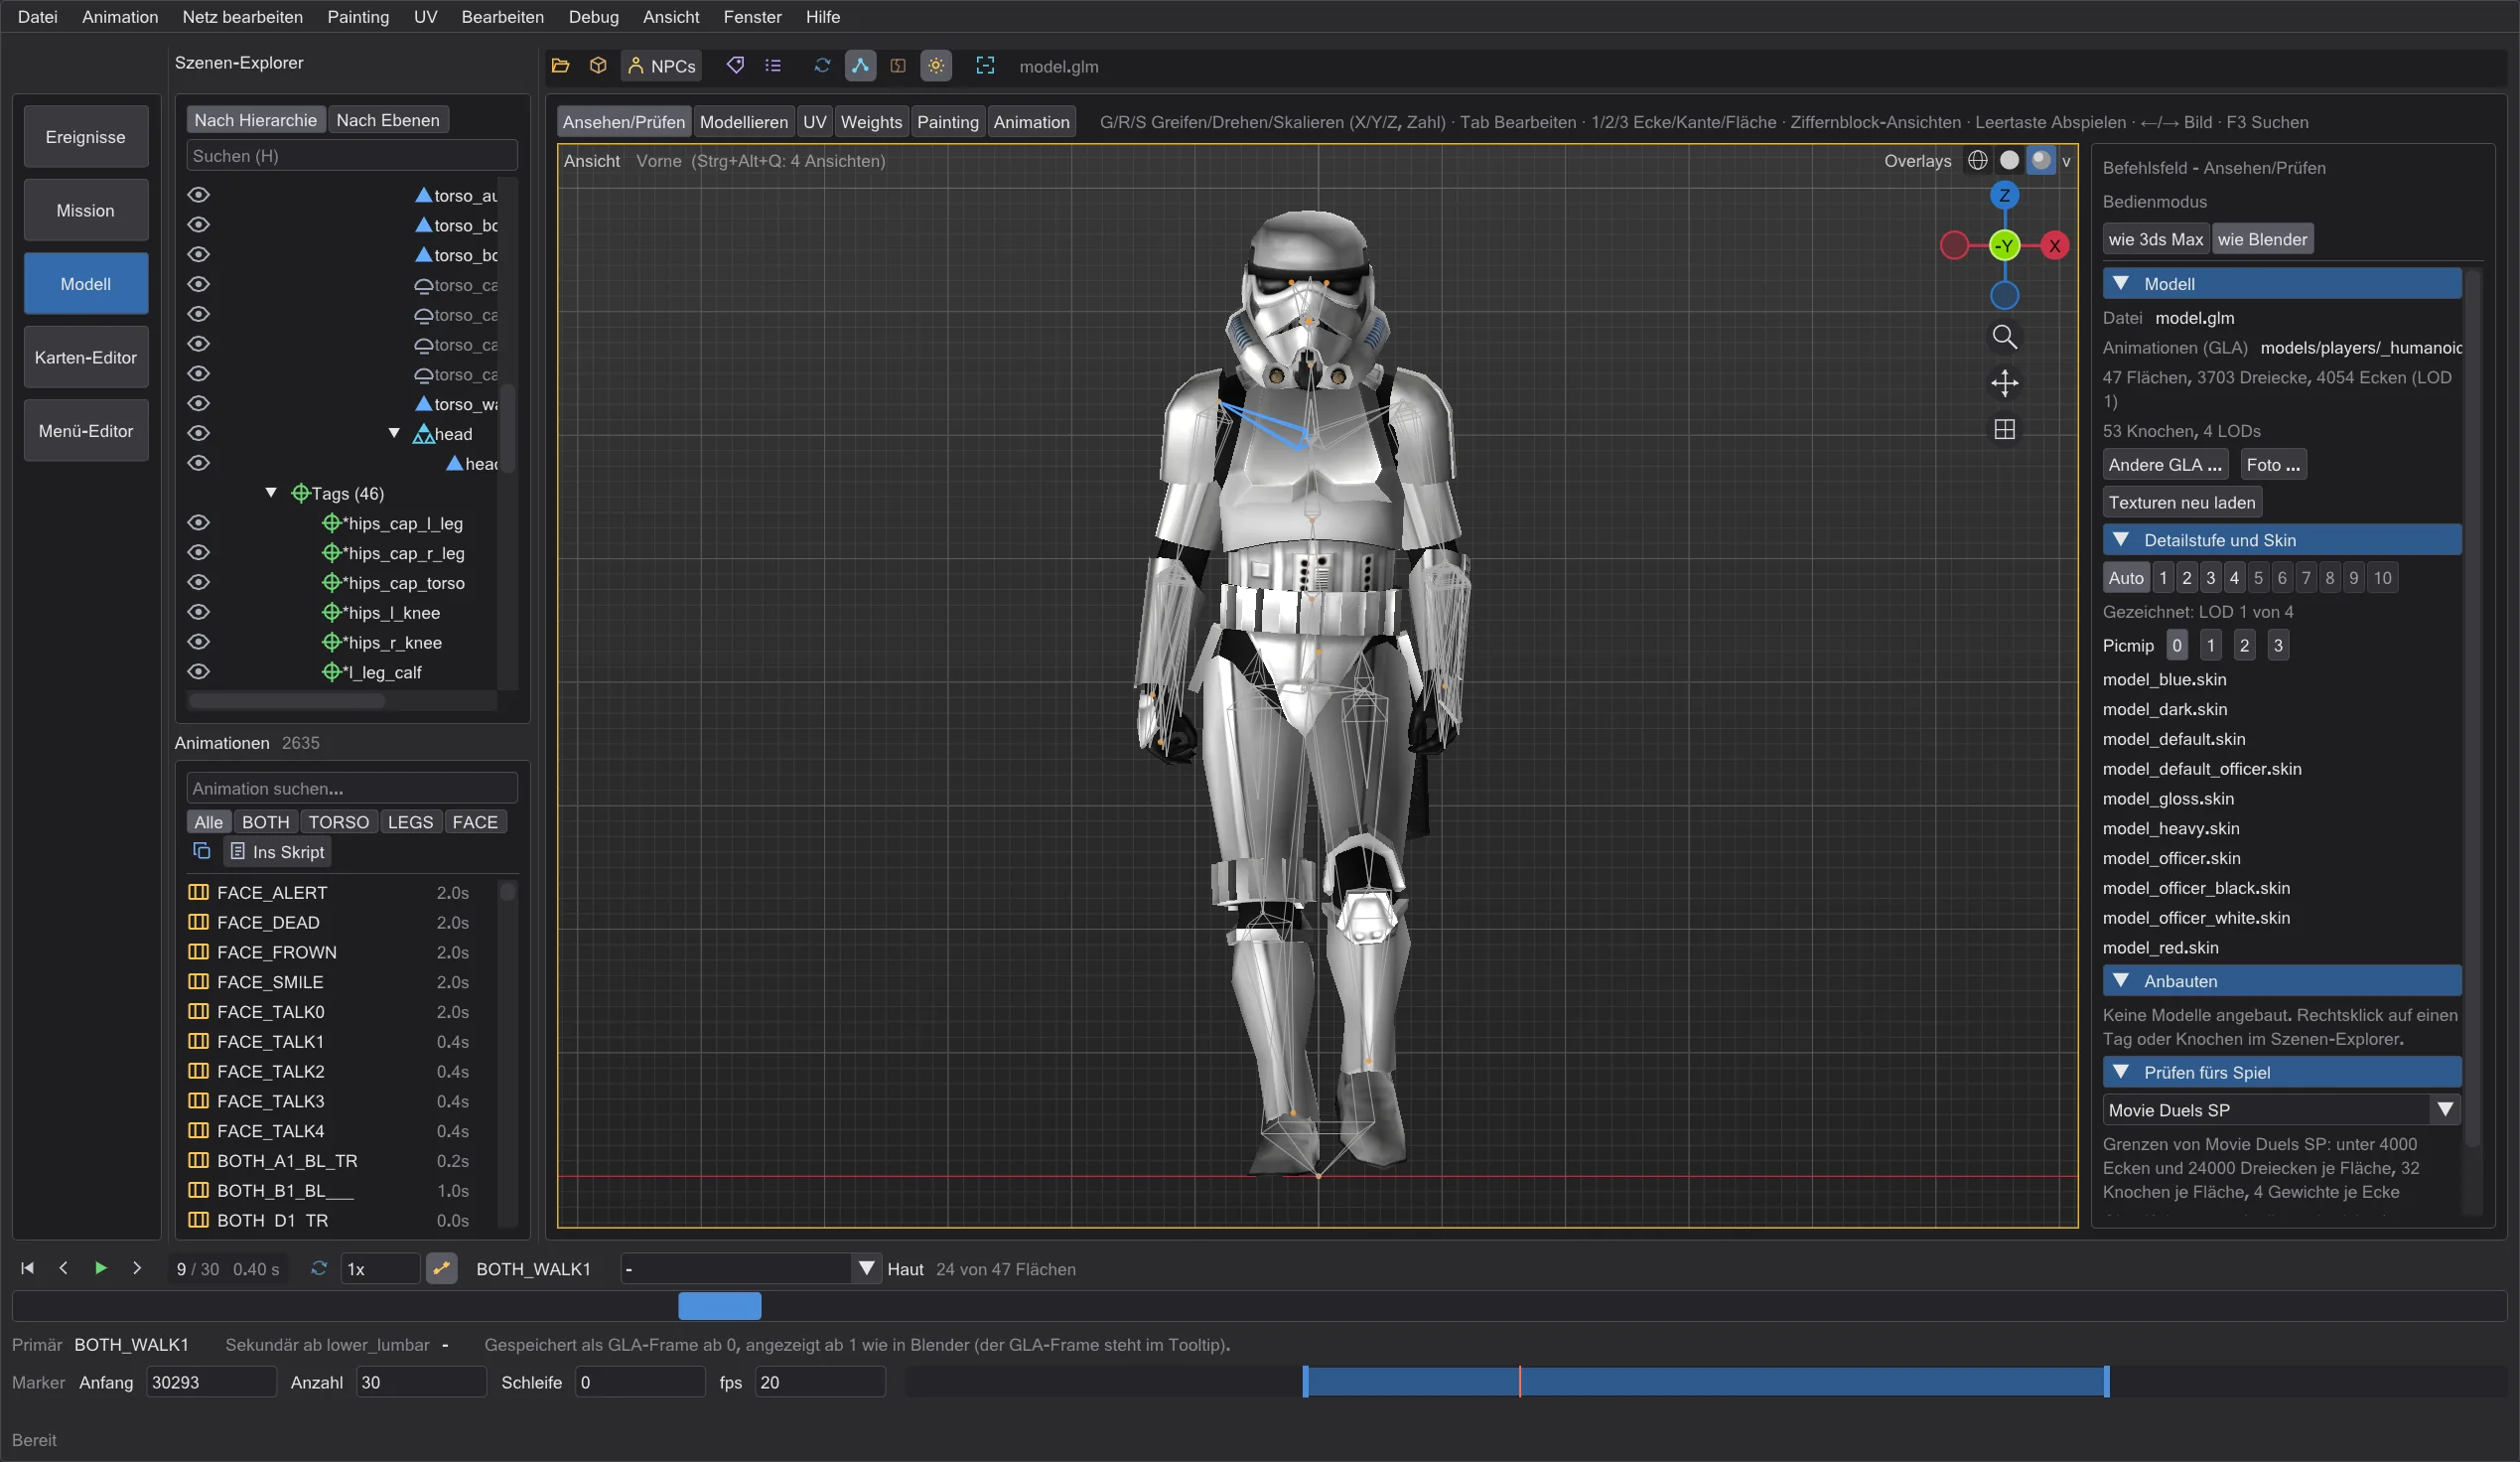 Datei Animation Netz bearbeiten Painting UV Bearbeiten Debug Ansicht Fenster Hilfe
Szenen-Explorer
NPCs model.glm
Ereignisse
Mission
Modell
Karten-Editor
Menü-Editor
Nach Hierarchie Nach Ebenen
Suchen (H)
torso_au
torso_bc
torso_bc
torso_ca
torso_ca
torso_ca
torso_ca
torso_wa
head
head
Tags (46)
*hips_cap_l_leg
*hips_cap_r_leg
*hips_cap_torso
*hips_l_knee
*hips_r_knee
*l_leg_calf
Animationen 2635
Animation suchen...
Alle BOTH TORSO LEGS FACE
Ins Skript
FACE_ALERT 2.0s
FACE_DEAD 2.0s
FACE_FROWN 2.0s
FACE_SMILE 2.0s
FACE_TALK0 2.0s
FACE_TALK1 0.4s
FACE_TALK2 0.4s
FACE_TALK3 0.4s
FACE_TALK4 0.4s
BOTH_A1_BL_TR 0.2s
BOTH_B1_BL___ 1.0s
BOTH_D1_TR 0.0s
Ansehen/Prüfen Modellieren UV Weights Painting Animation G/R/S Greifen/Drehen/Skalieren (X/Y/Z, Zahl) · Tab Bearbeiten · 1/2/3 Ecke/Kante/Fläche · Ziffernblock-Ansichten · Leertaste Abspielen · ←/→ Bild · F3 Suchen
Ansicht Vorne (Strg+Alt+Q: 4 Ansichten) Overlays v
Z
-Y X
Befehlsfeld - Ansehen/Prüfen
Bedienmodus
wie 3ds Max wie Blender
Modell
Datei model.glm
Animationen (GLA) models/players/_humanoid
47 Flächen, 3703 Dreiecke, 4054 Ecken (LOD
1)
53 Knochen, 4 LODs
Andere GLA ... Foto ...
Texturen neu laden
Detailstufe und Skin
Auto 1 2 3 4 5 6 7 8 9 10
Gezeichnet: LOD 1 von 4
Picmip 0 1 2 3
model_blue.skin
model_dark.skin
model_default.skin
model_default_officer.skin
model_gloss.skin
model_heavy.skin
model_officer.skin
model_officer_black.skin
model_officer_white.skin
model_red.skin
Anbauten
Keine Modelle angebaut. Rechtsklick auf einen
Tag oder Knochen im Szenen-Explorer.
Prüfen fürs Spiel
Movie Duels SP
Grenzen von Movie Duels SP: unter 4000
Ecken und 24000 Dreiecken je Fläche, 32
Knochen je Fläche, 4 Gewichte je Ecke
9 / 30 0.40 s 1x BOTH_WALK1 - Haut 24 von 47 Flächen
Primär BOTH_WALK1 Sekundär ab lower_lumbar - Gespeichert als GLA-Frame ab 0, angezeigt ab 1 wie in Blender (der GLA-Frame steht im Tooltip).
Marker Anfang 30293 Anzahl 30 Schleife 0 fps 20
Bereit